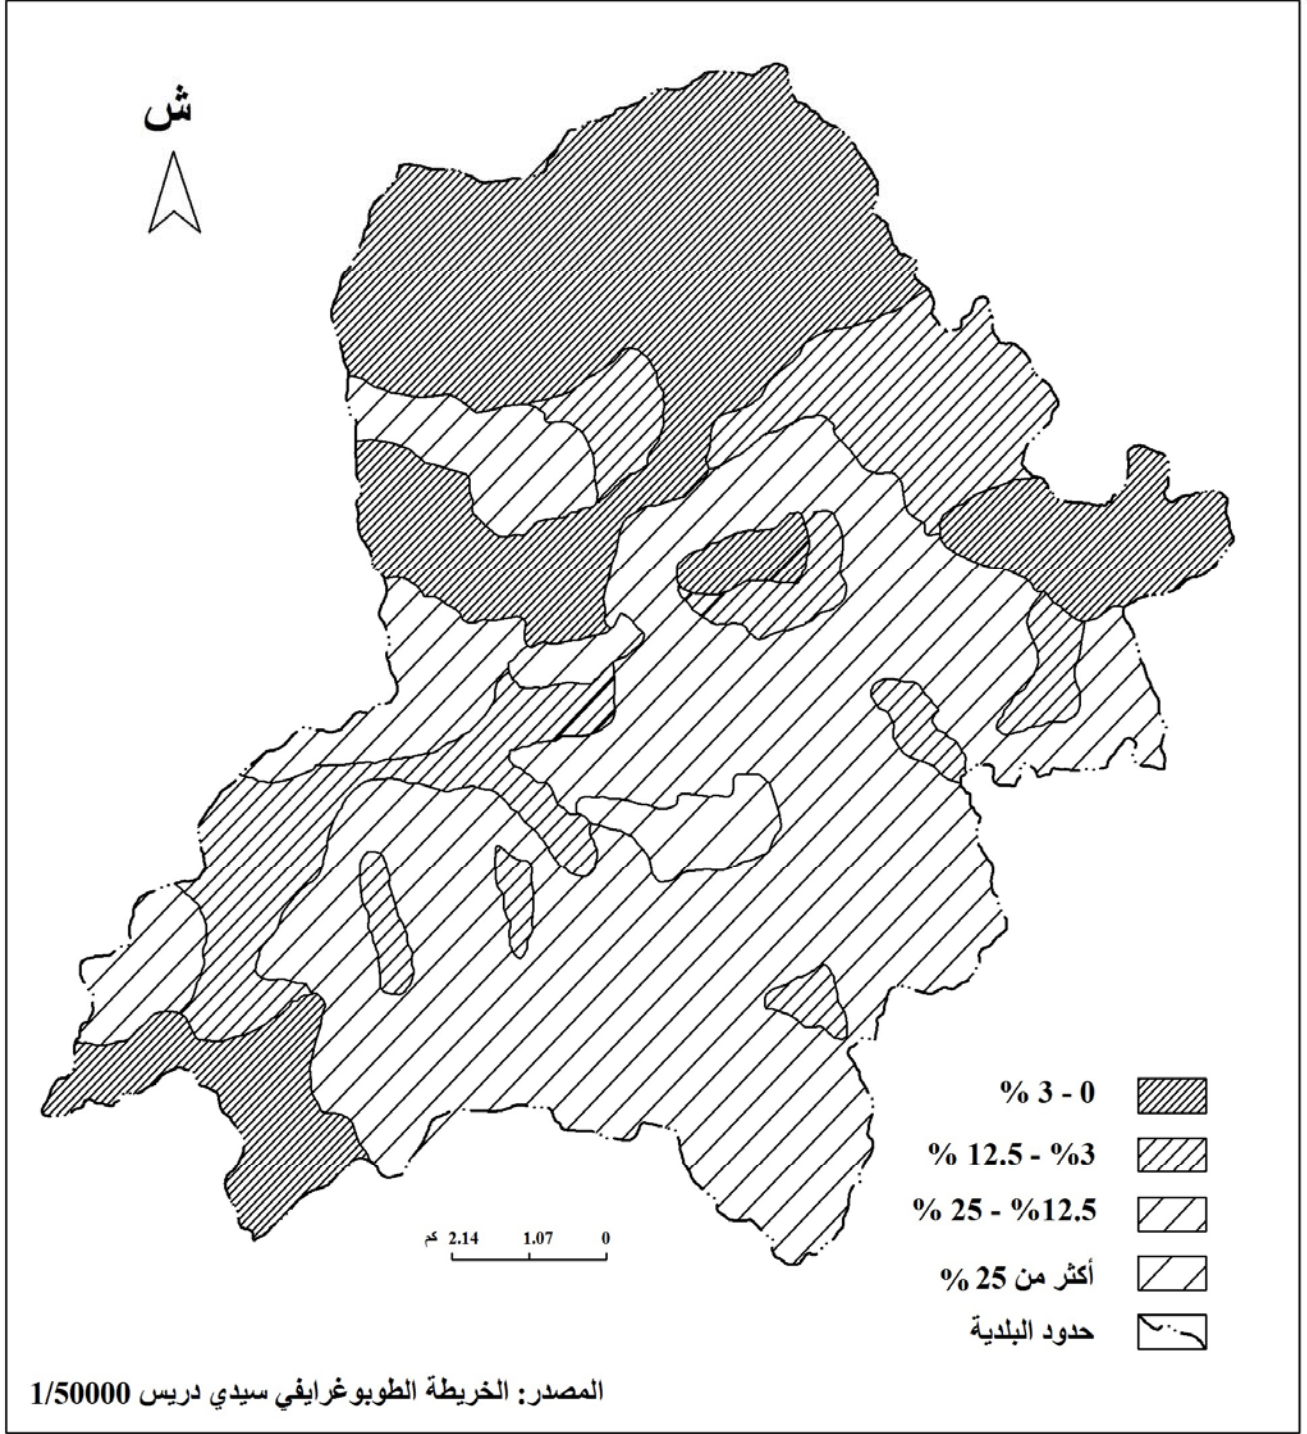 ش
0 - 3 %
3% - 12.5 %
12.5% - 25 %
أكثر من 25 %
حدود البلدية
0 1.07 2.14 كم
المصدر: الخريطة الطوبوغرايفي سيدي دريس 1/50000